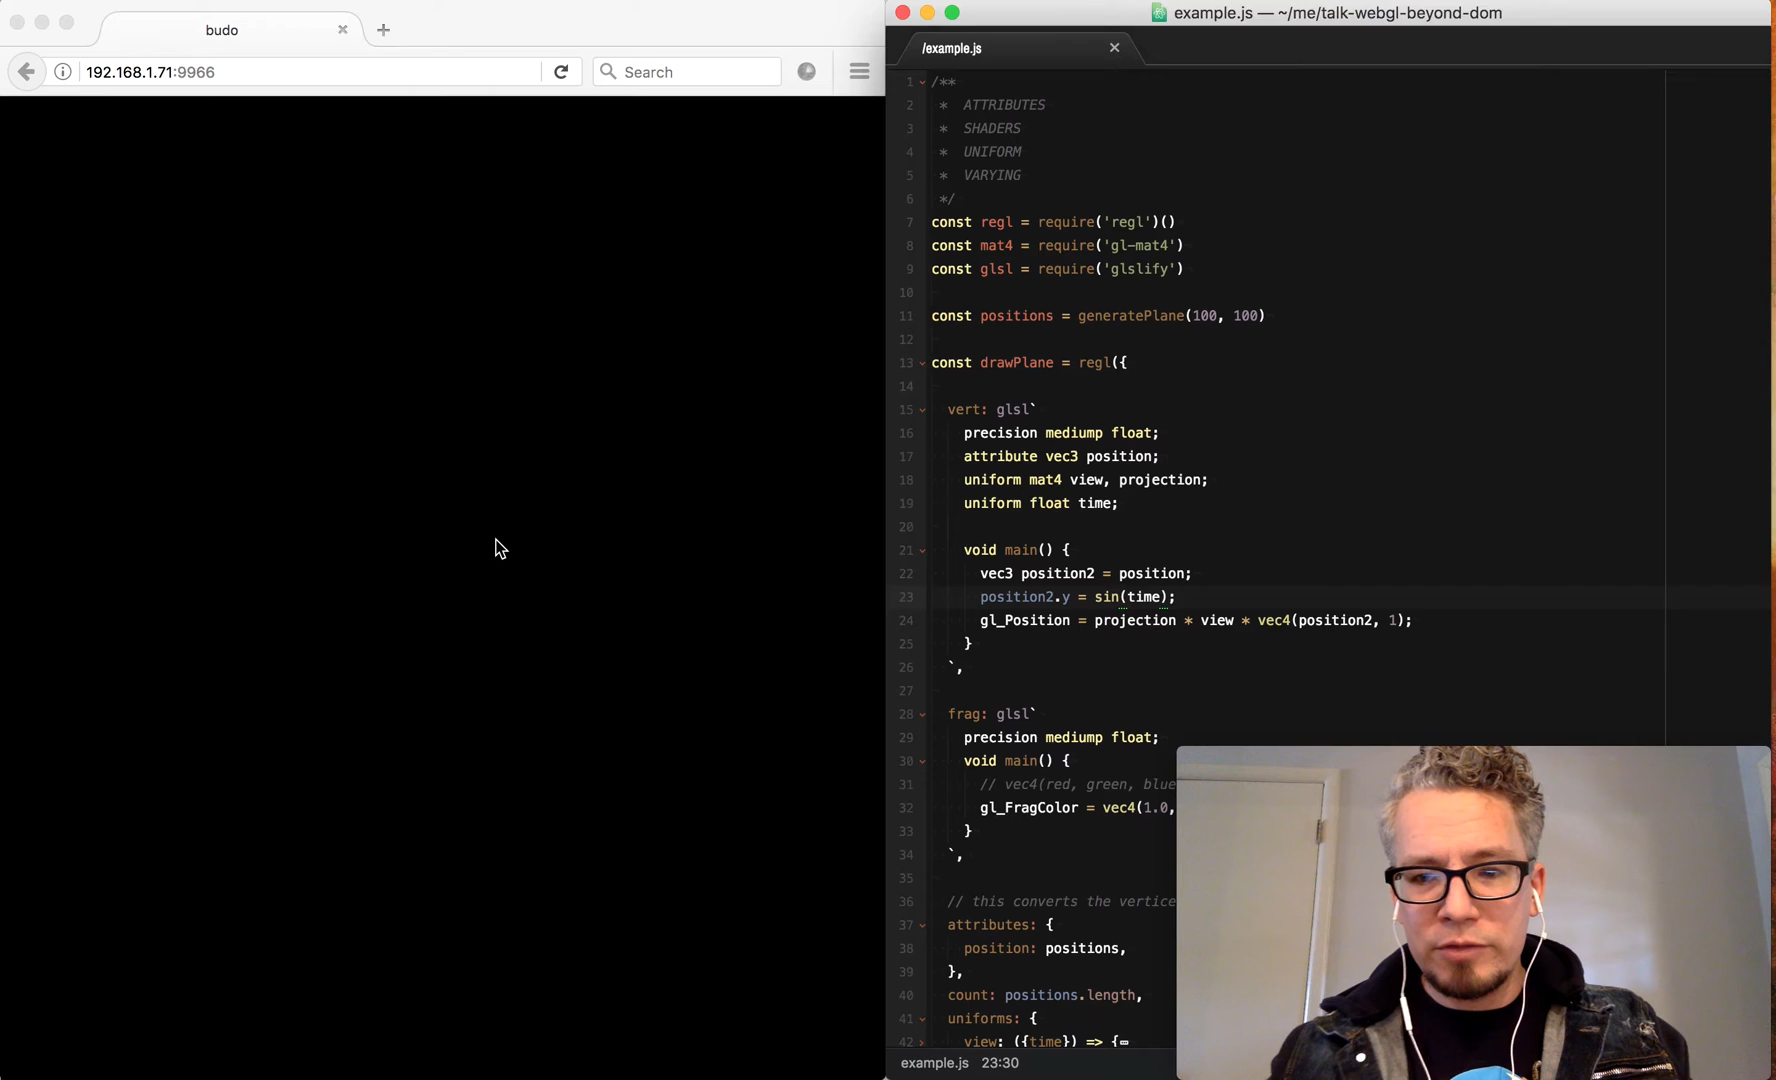 budo
192.168.1.71:9966
Search
example.js — ~/me/talk-webgl-beyond-dom
/example.js
1 /**
2 * ATTRIBUTES
3 * SHADERS
4 * UNIFORM
5 * VARYING
6 */
7 const regl = require('regl')()
8 const mat4 = require('gl-mat4')
9 const glsl = require('glslify')
10
11 const positions = generatePlane(100, 100)
12
13 const drawPlane = regl({
14
15 vert: glsl`
16 precision mediump float;
17 attribute vec3 position;
18 uniform mat4 view, projection;
19 uniform float time;
20
21 void main() {
22 vec3 position2 = position;
23 position2.y = sin(time);
24 gl_Position = projection * view * vec4(position2, 1);
25 }
26 `,
27
28 frag: glsl`
29 precision mediump float;
30 void main() {
31 // vec4(red, green, blue
32 gl_FragColor = vec4(1.0,
33 }
34 `,
35
36 // this converts the vertice
37 attributes: {
38 position: positions,
39 },
40 count: positions.length,
41 uniforms: {
42 view: ({time}) => {
example.js 23:30